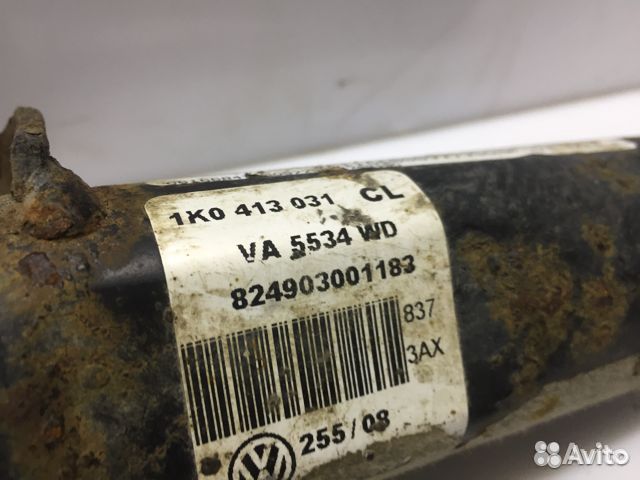 1K0 413 031 CL
VA 5534 WD
824903001183
837
3AX
255/08
Avito